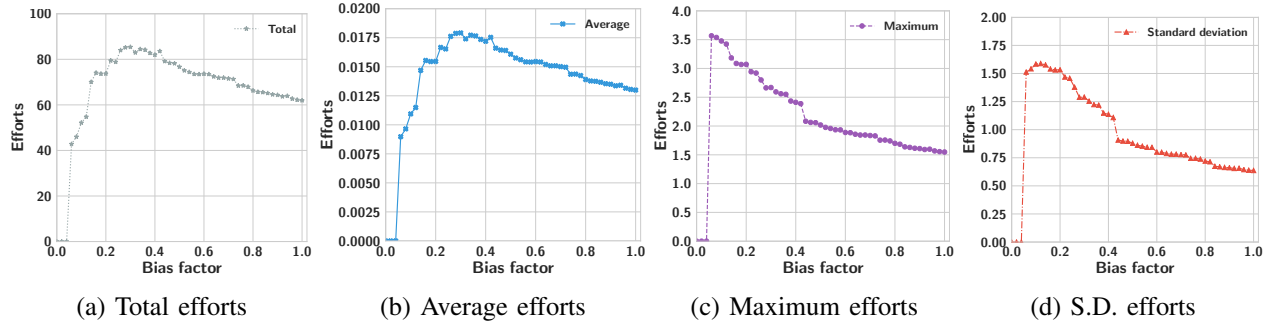 100
80
60
40
20
0
0.0 0.2 0.4 0.6 0.8 1.0
Efforts
Bias factor
Total
(a) Total efforts
0.0200
0.0175
0.0150
0.0125
0.0100
0.0075
0.0050
0.0025
0.0000
0.0 0.2 0.4 0.6 0.8 1.0
Efforts
Bias factor
Average
(b) Average efforts
4.0
3.5
3.0
2.5
2.0
1.5
1.0
0.5
0.0
0.0 0.2 0.4 0.6 0.8 1.0
Efforts
Bias factor
Maximum
(c) Maximum efforts
2.00
1.75
1.50
1.25
1.00
0.75
0.50
0.25
0.00
0.0 0.2 0.4 0.6 0.8 1.0
Efforts
Bias factor
Standard deviation
(d) S.D. efforts